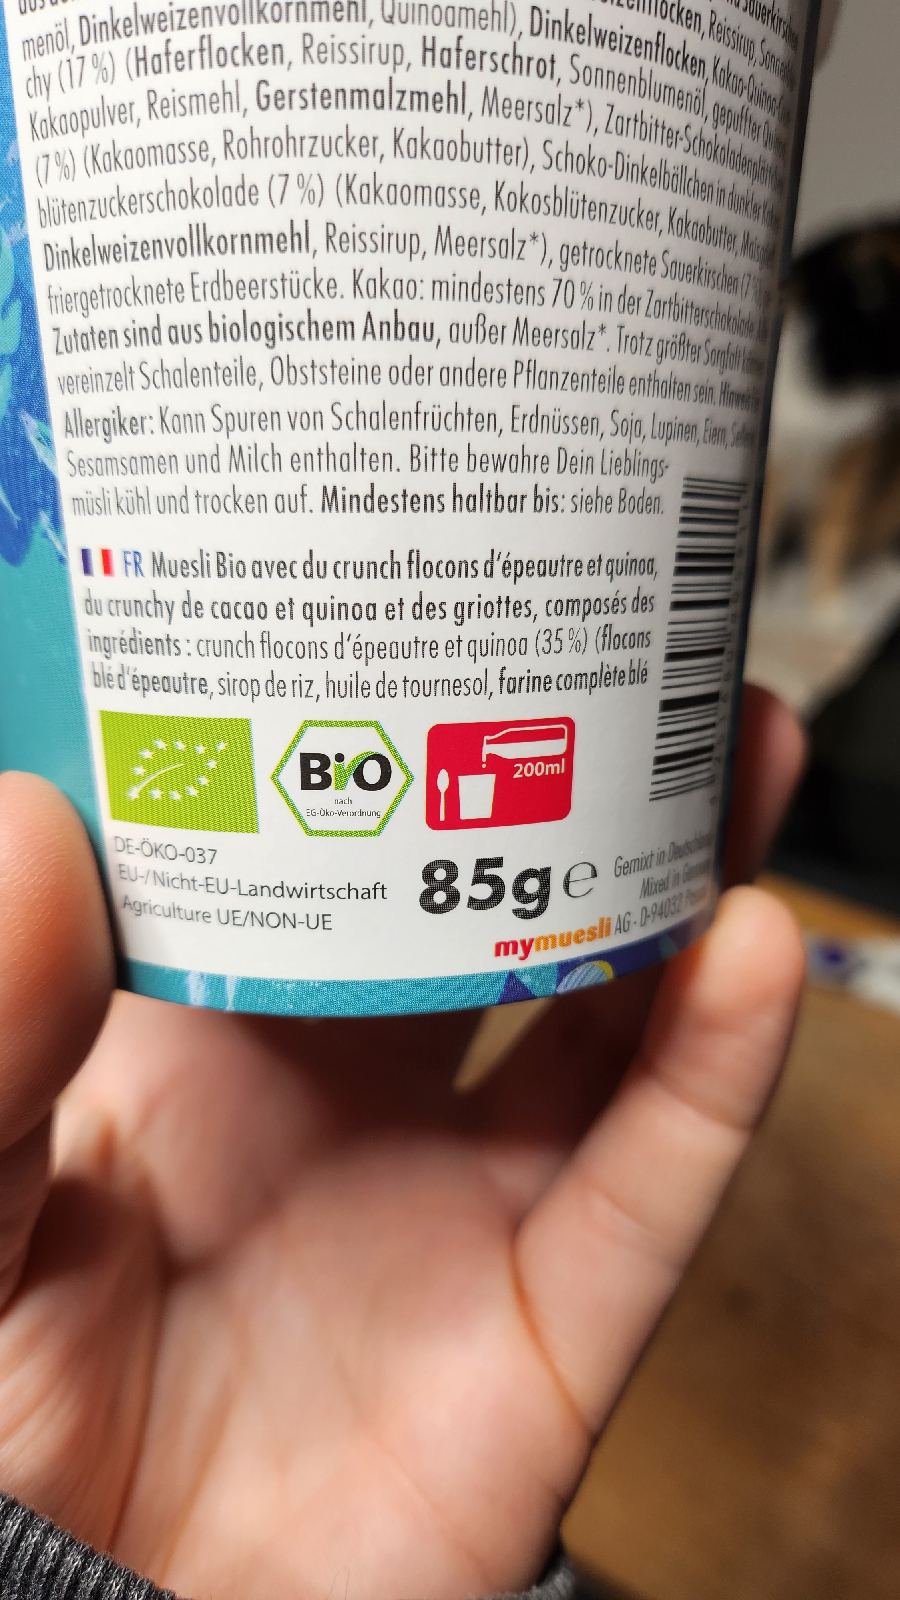 menöl, Dinkelweizenvollkornmehl, Quinoamehl), Dinkelweizenflocken, Reissirup,
chy (17 %) (Haferflocken, Reissirup, Haferschrot, Sonnenblumenöl, gepuffter
Kakaopulver, Reismehl, Gerstenmalzmehl, Meersalz*), Zartbitter-Schokoladenplättchen
(7 %) (Kakaomasse, Rohrohrzucker, Kakaobutter), Schoko-Dinkelbällchen in dunkler
blütenzuckerschokolade (7 %) (Kakaomasse, Kokosblütenzucker, Kakaobutter,
Dinkelweizenvollkornmehl, Reissirup, Meersalz*), getrocknete Sauerkirschen (7
friergetrocknete Erdbeerstücke. Kakao: mindestens 70 % in der Zartbitterschokolade.
Zutaten sind aus biologischem Anbau, außer Meersalz*. Trotz größter Sorgfalt
vereinzelt Schalenteile, Obststeine oder andere Pflanzenteile enthalten sein.
Allergiker: Kann Spuren von Schalenfrüchten, Erdnüssen, Soja, Lupinen, Eiern,
Sesamsamen und Milch enthalten. Bitte bewahre Dein Lieblings-
müsli kühl und trocken auf. Mindestens haltbar bis: siehe Boden.
FR Muesli Bio avec du crunch flocons d'épeautre et quinoa,
du crunchy de cacao et quinoa et des griottes, composés des
ingrédients : crunch flocons d'épeautre et quinoa (35 %) (flocons
blé d'épeautre, sirop de riz, huile de tournesol, farine complète blé
BiO
nach
EG-Öko-Verordnung
200ml
DE-ÖKO-037
EU-/Nicht-EU-Landwirtschaft
Agriculture UE/NON-UE
85g e
Gemixt in Deutschland
Mixed in Germany
mymuesli AG · D-94032